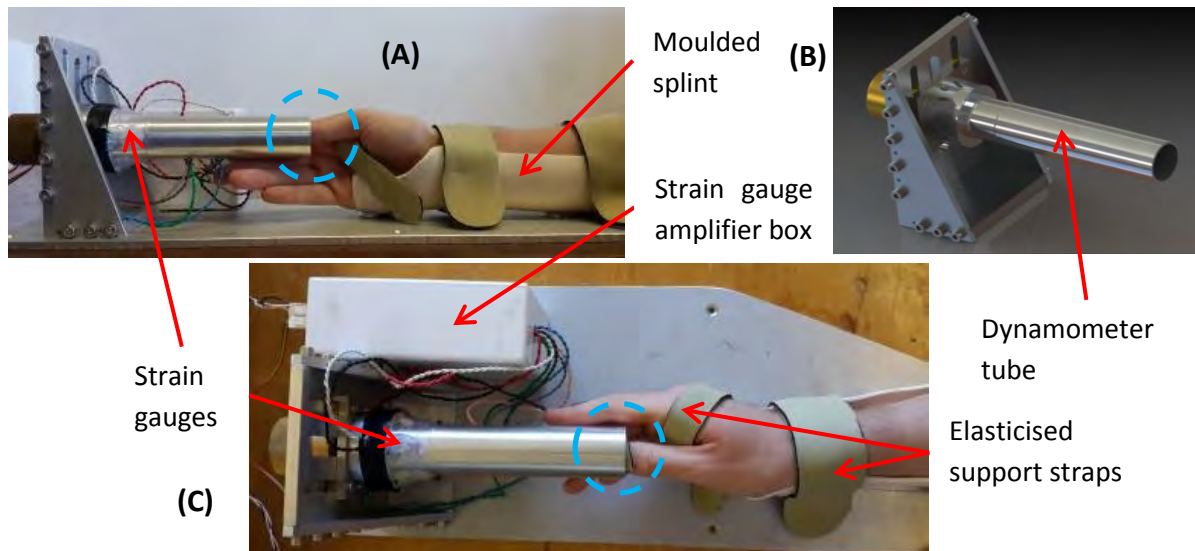 (A)
Moulded
splint
(B)
Strain gauge
amplifier box
Strain
gauges
Dynamometer
tube
Elasticised
support straps
(C)